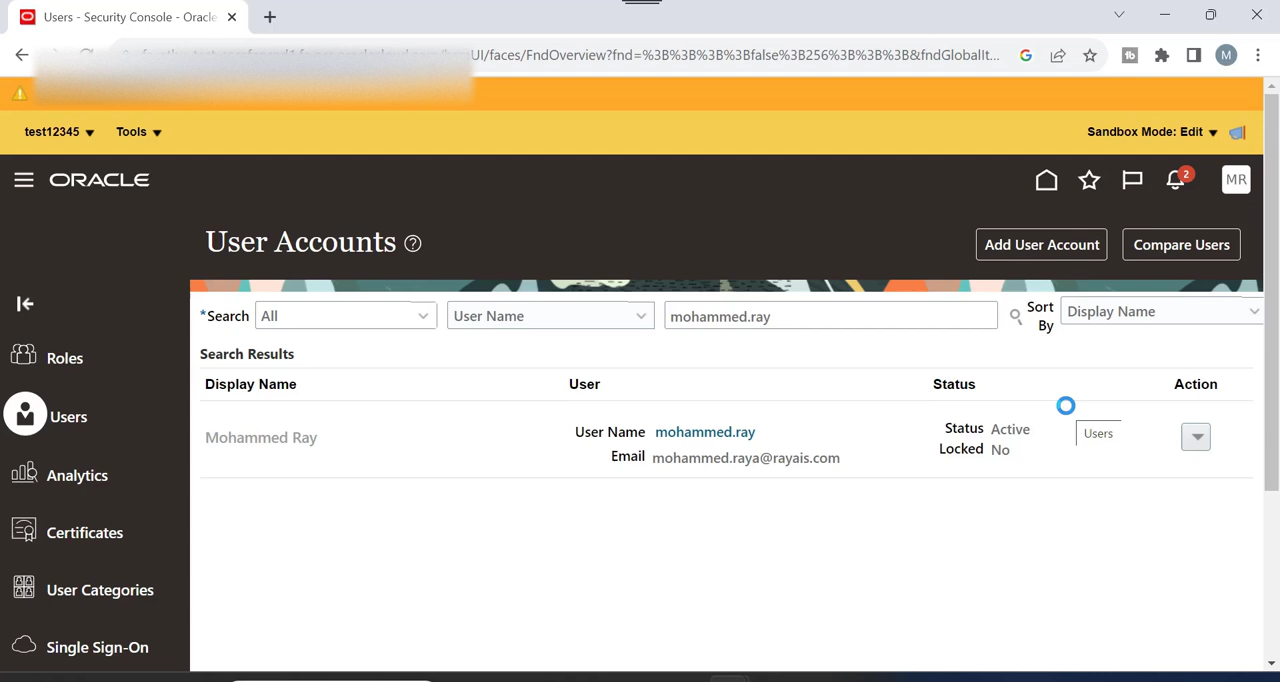 Users - Security Console - Oracle
UI/faces/FndOverview?fnd=%3B%3B%3B%3Bfalse%3B256%3B%3B%3B&fndGlobalIt...
M
test12345
Tools
Sandbox Mode: Edit
ORACLE
2
MR
User Accounts
Add User Account
Compare Users
*Search
All
User Name
mohammed.ray
Sort By
Display Name
Search Results
Display Name
User
Status
Action
Mohammed Ray
User Name mohammed.ray
Email mohammed.raya@rayais.com
Status Active
Locked No
Users
Roles
Users
Analytics
Certificates
User Categories
Single Sign-On